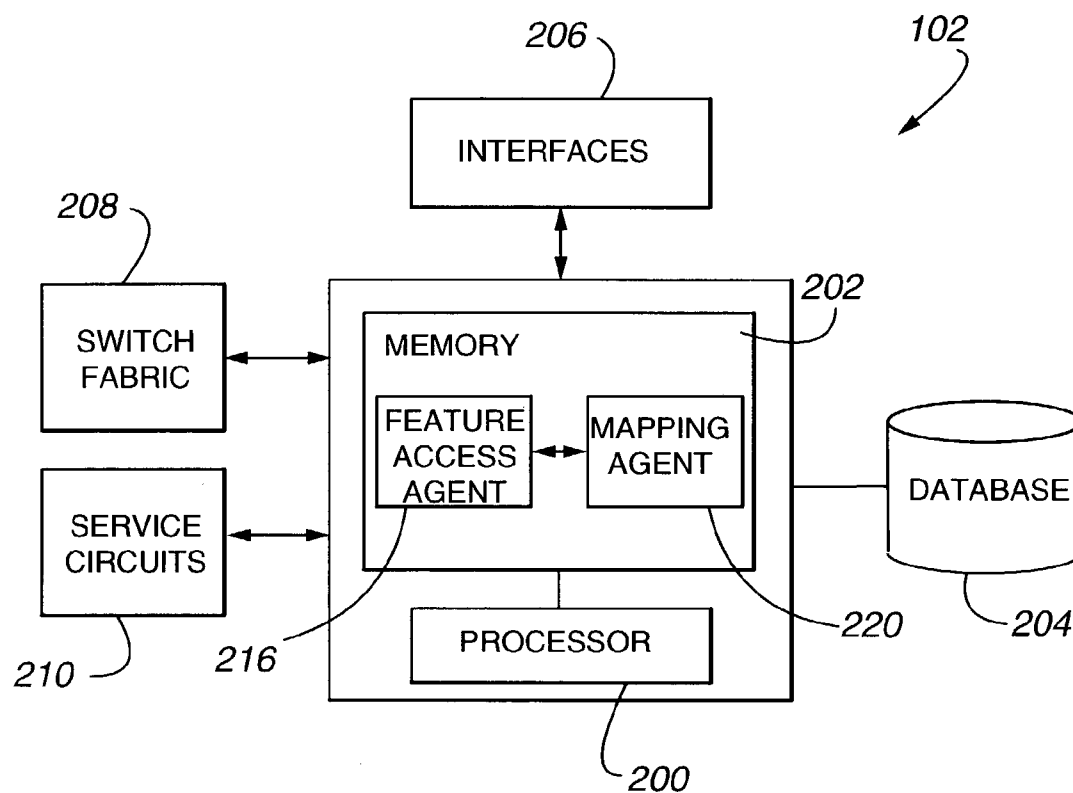 206
102
INTERFACES
208
202
SWITCH
FABRIC
MEMORY
FEATURE
ACCESS
AGENT
MAPPING
AGENT
DATABASE
SERVICE
CIRCUITS
210
216
PROCESSOR
220
204
200